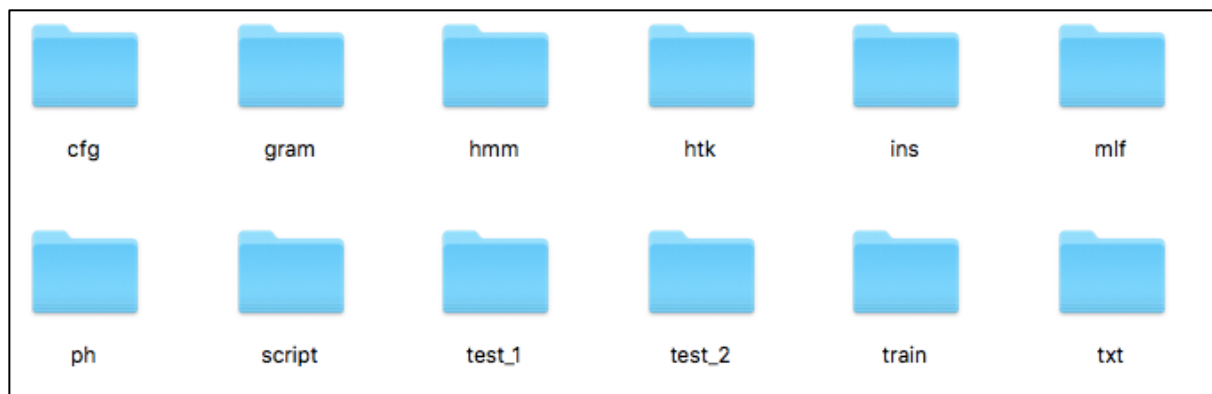 cfg gram hmm htk ins mlf
ph script test_1 test_2 train txt